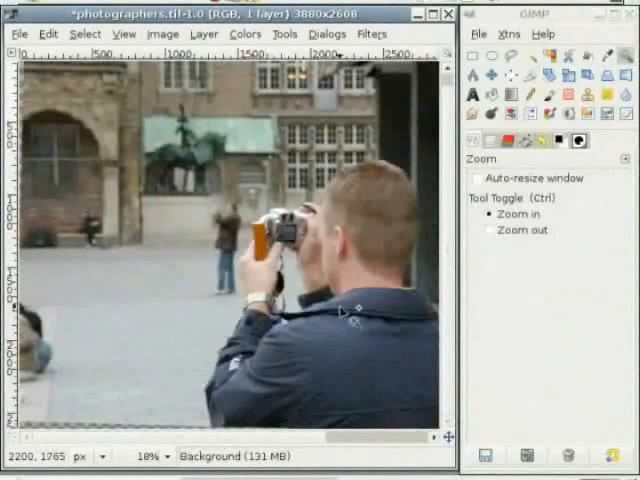 *photographers.tif-1.0 (RGB, 1 layer) 3880x2608
File Edit Select View Image Layer Colors Tools Dialogs Filters
0 500 1000 1500 2000 2500
2200, 1765 px 18% Background (131 MB)
GIMP
File Xtns Help
Zoom
Auto-resize window
Tool Toggle (Ctrl)
Zoom in
Zoom out